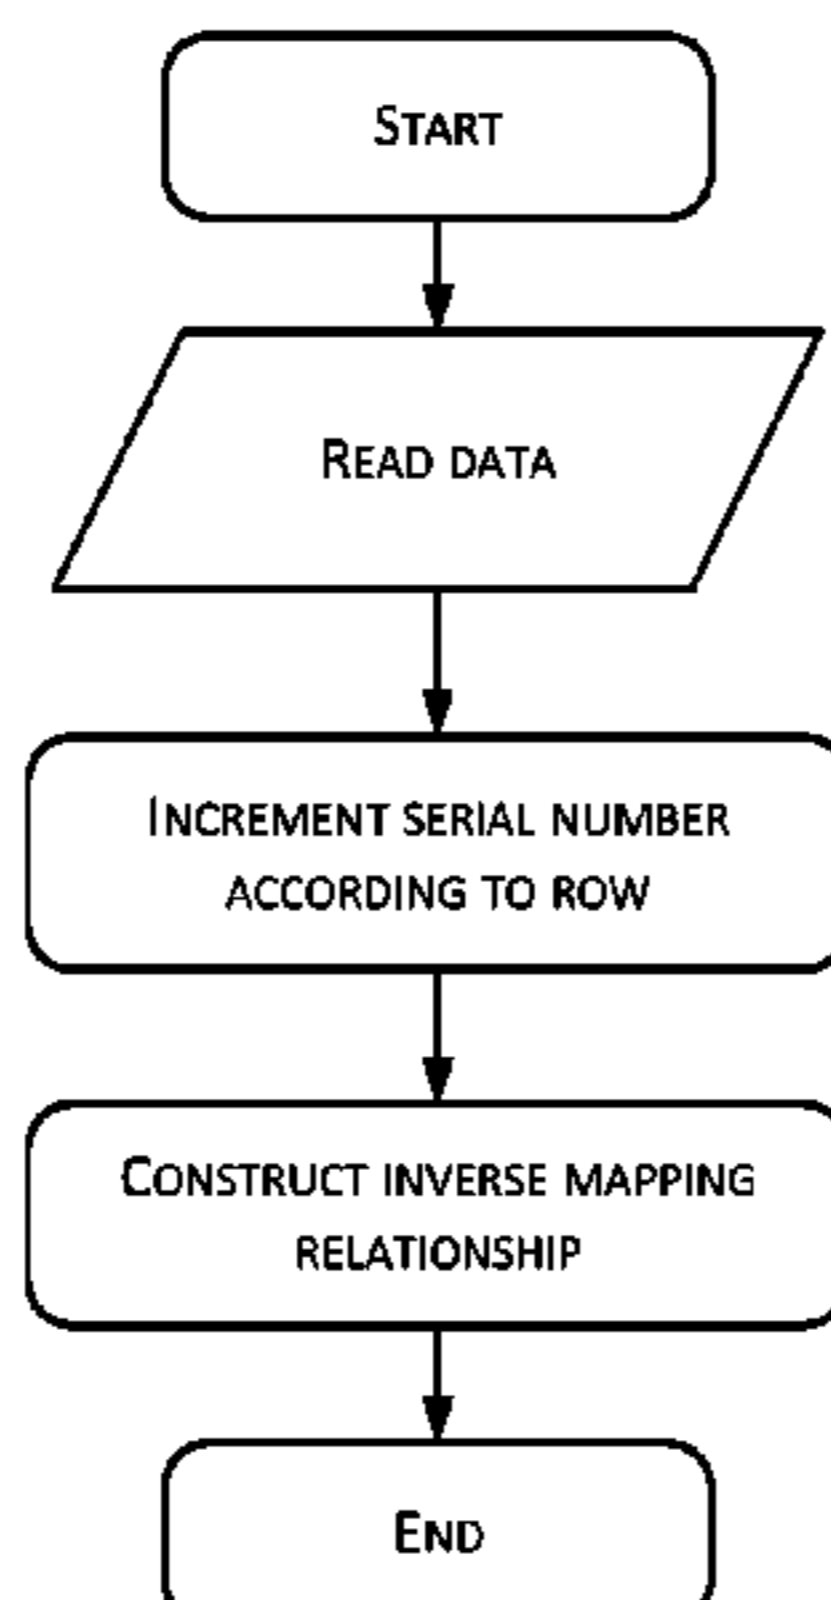 START
READ DATA
INCREMENT SERIAL NUMBER
ACCORDING TO ROW
CONSTRUCT INVERSE MAPPING
RELATIONSHIP
END